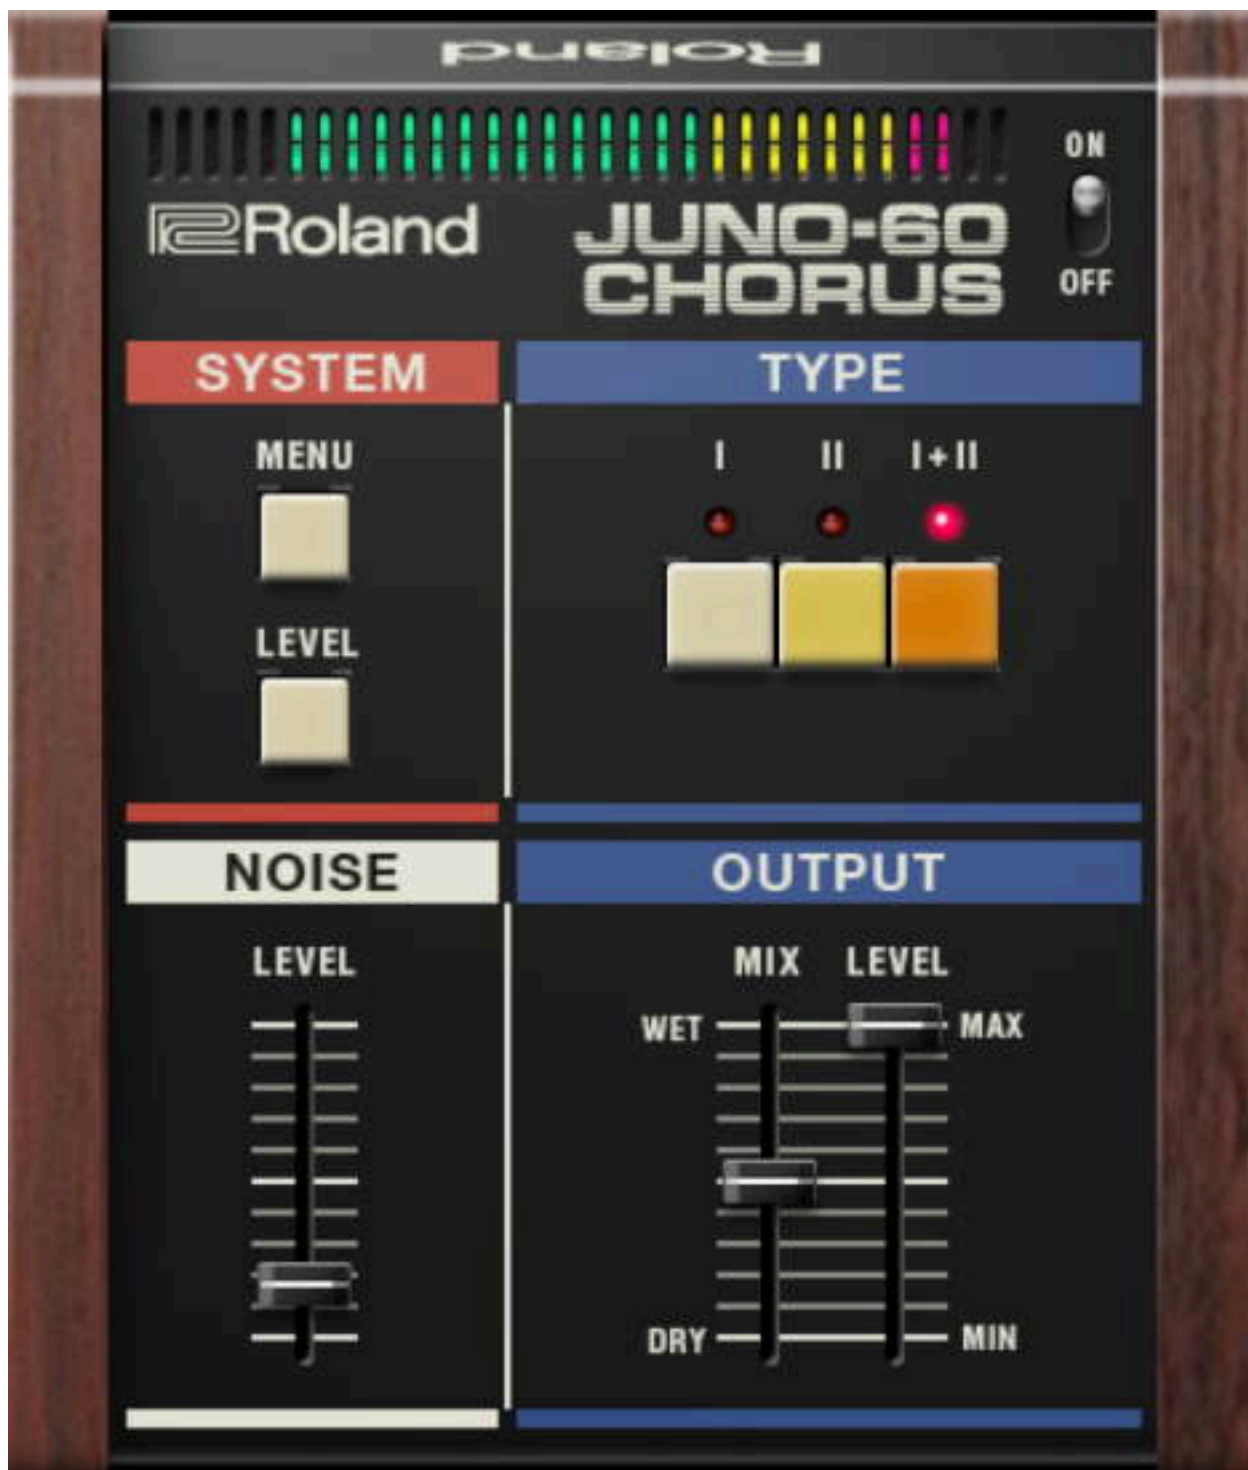 Roland
ON
Roland
JUNO-60
CHORUS
OFF
SYSTEM
TYPE
MENU
I
II
I + II
LEVEL
NOISE
OUTPUT
LEVEL
MIX
LEVEL
WET
MAX
DRY
MIN